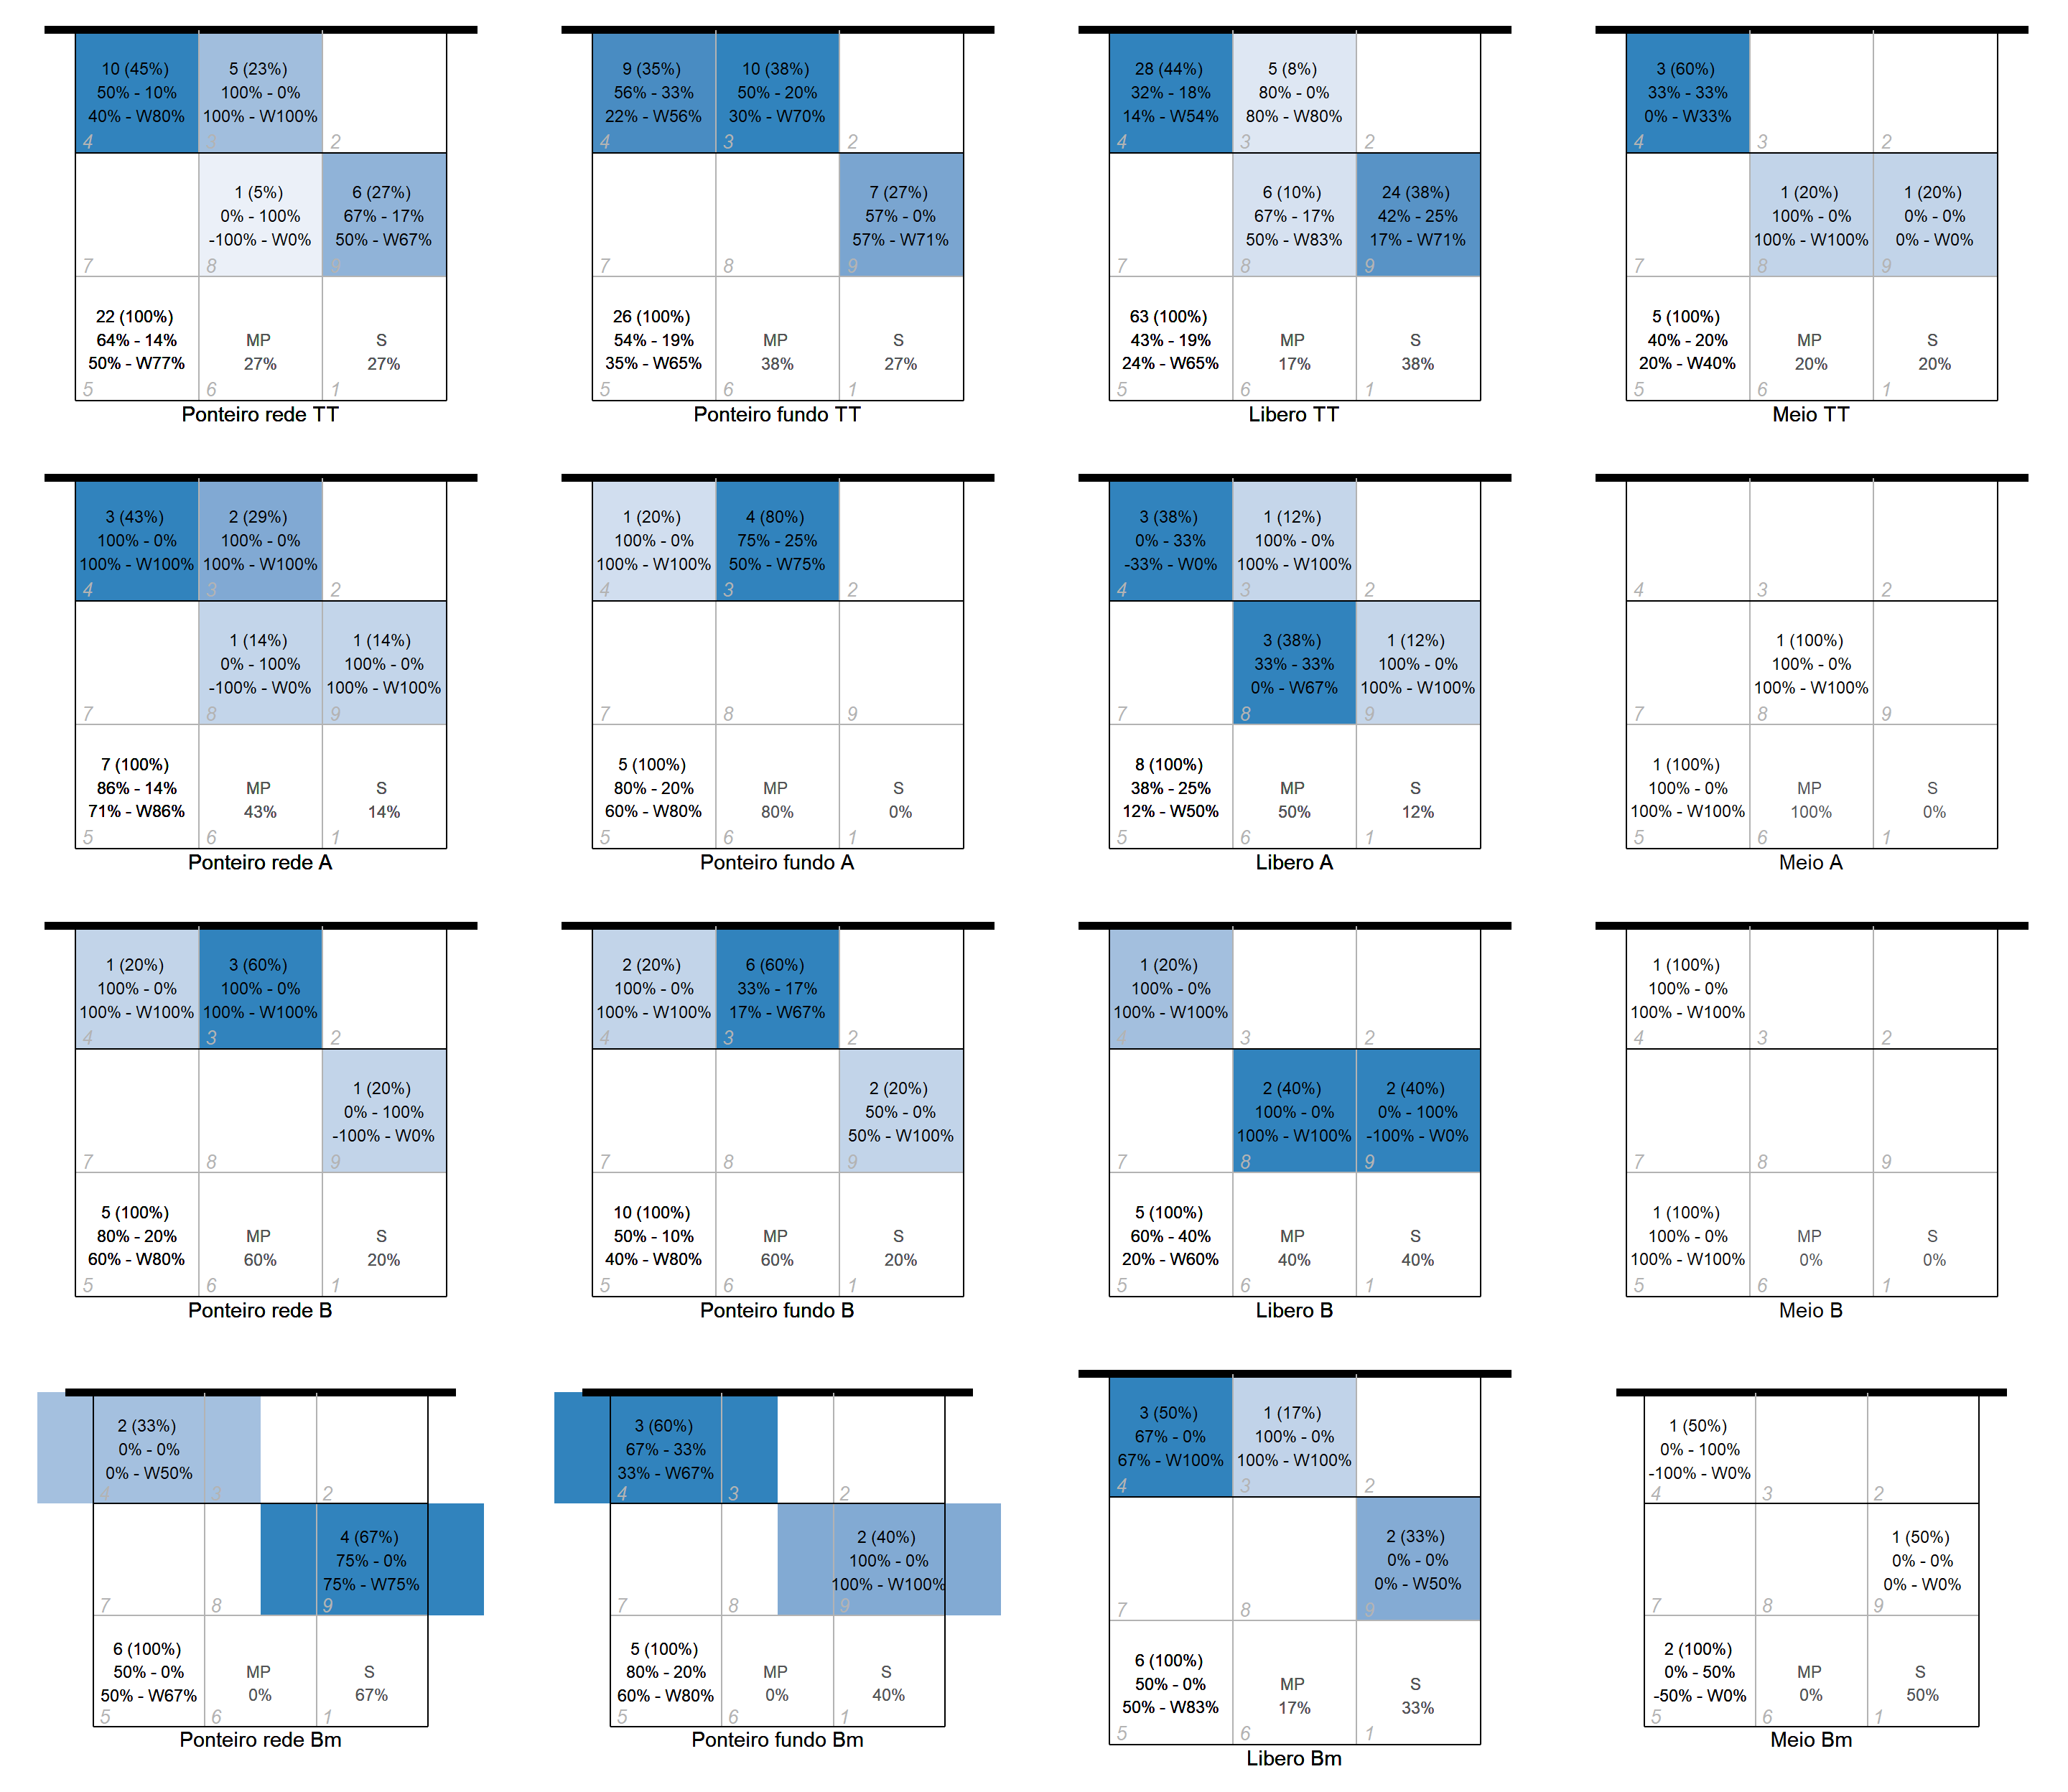 10 (45%)
50% - 10%
40% - W80%
4
5 (23%)
100% - 0%
100% - W100%
3
2
7
1 (5%)
0% - 100%
-100% - W0%
8
6 (27%)
67% - 17%
50% - W67%
9
22 (100%)
64% - 14%
50% - W77%
5
MP
27%
6
S
27%
1
Ponteiro rede TT
9 (35%)
56% - 33%
22% - W56%
4
10 (38%)
50% - 20%
30% - W70%
3
2
7
8
7 (27%)
57% - 0%
57% - W71%
9
26 (100%)
54% - 19%
35% - W65%
5
MP
38%
6
S
27%
1
Ponteiro fundo TT
28 (44%)
32% - 18%
14% - W54%
4
5 (8%)
80% - 0%
80% - W80%
3
2
7
6 (10%)
67% - 17%
50% - W83%
8
24 (38%)
42% - 25%
17% - W71%
9
63 (100%)
43% - 19%
24% - W65%
5
MP
17%
6
S
38%
1
Libero TT
3 (60%)
33% - 33%
0% - W33%
4
3
2
7
1 (20%)
100% - 0%
100% - W100%
8
1 (20%)
0% - 0%
0% - W0%
9
5 (100%)
40% - 20%
20% - W40%
5
MP
20%
6
S
20%
1
Meio TT
3 (43%)
100% - 0%
100% - W100%
4
2 (29%)
100% - 0%
100% - W100%
3
2
7
1 (14%)
0% - 100%
-100% - W0%
8
1 (14%)
100% - 0%
100% - W100%
9
7 (100%)
86% - 14%
71% - W86%
5
MP
43%
6
S
14%
1
Ponteiro rede A
1 (20%)
100% - 0%
100% - W100%
4
4 (80%)
75% - 25%
50% - W75%
3
2
7
8
9
5 (100%)
80% - 20%
60% - W80%
5
MP
80%
6
S
0%
1
Ponteiro fundo A
3 (38%)
0% - 33%
-33% - W0%
4
1 (12%)
100% - 0%
100% - W100%
3
2
7
3 (38%)
33% - 33%
0% - W67%
8
1 (12%)
100% - 0%
100% - W100%
9
8 (100%)
38% - 25%
12% - W50%
5
MP
50%
6
S
12%
1
Libero A
4
3
2
7
1 (100%)
100% - 0%
100% - W100%
8
9
1 (100%)
100% - 0%
100% - W100%
5
MP
100%
6
S
0%
1
Meio A
1 (20%)
100% - 0%
100% - W100%
4
3 (60%)
100% - 0%
100% - W100%
3
2
7
8
1 (20%)
0% - 100%
-100% - W0%
9
5 (100%)
80% - 20%
60% - W80%
5
MP
60%
6
S
20%
1
Ponteiro rede B
2 (20%)
100% - 0%
100% - W100%
4
6 (60%)
33% - 17%
17% - W67%
3
2
7
8
2 (20%)
50% - 0%
50% - W100%
9
10 (100%)
50% - 10%
40% - W80%
5
MP
60%
6
S
20%
1
Ponteiro fundo B
1 (20%)
100% - 0%
100% - W100%
4
3
2
7
2 (40%)
100% - 0%
100% - W100%
8
2 (40%)
0% - 100%
-100% - W0%
9
5 (100%)
60% - 40%
20% - W60%
5
MP
40%
6
S
40%
1
Libero B
1 (100%)
100% - 0%
100% - W100%
4
3
2
7
8
9
1 (100%)
100% - 0%
100% - W100%
5
MP
0%
6
S
0%
1
Meio B
2 (33%)
0% - 0%
0% - W50%
4
3
2
7
8
4 (67%)
75% - 0%
75% - W75%
9
6 (100%)
50% - 0%
50% - W67%
5
MP
0%
6
S
67%
1
Ponteiro rede Bm
3 (60%)
67% - 33%
33% - W67%
4
3
2
7
8
2 (40%)
100% - 0%
100% - W100%
9
5 (100%)
80% - 20%
60% - W80%
5
MP
0%
6
S
40%
1
Ponteiro fundo Bm
3 (50%)
67% - 0%
67% - W100%
4
1 (17%)
100% - 0%
100% - W100%
3
2
7
8
2 (33%)
0% - 0%
0% - W50%
9
6 (100%)
50% - 0%
50% - W83%
5
MP
17%
6
S
33%
1
Libero Bm
1 (50%)
0% - 100%
-100% - W0%
4
3
2
7
8
1 (50%)
0% - 0%
0% - W0%
9
2 (100%)
0% - 50%
-50% - W0%
5
MP
0%
6
S
50%
1
Meio Bm